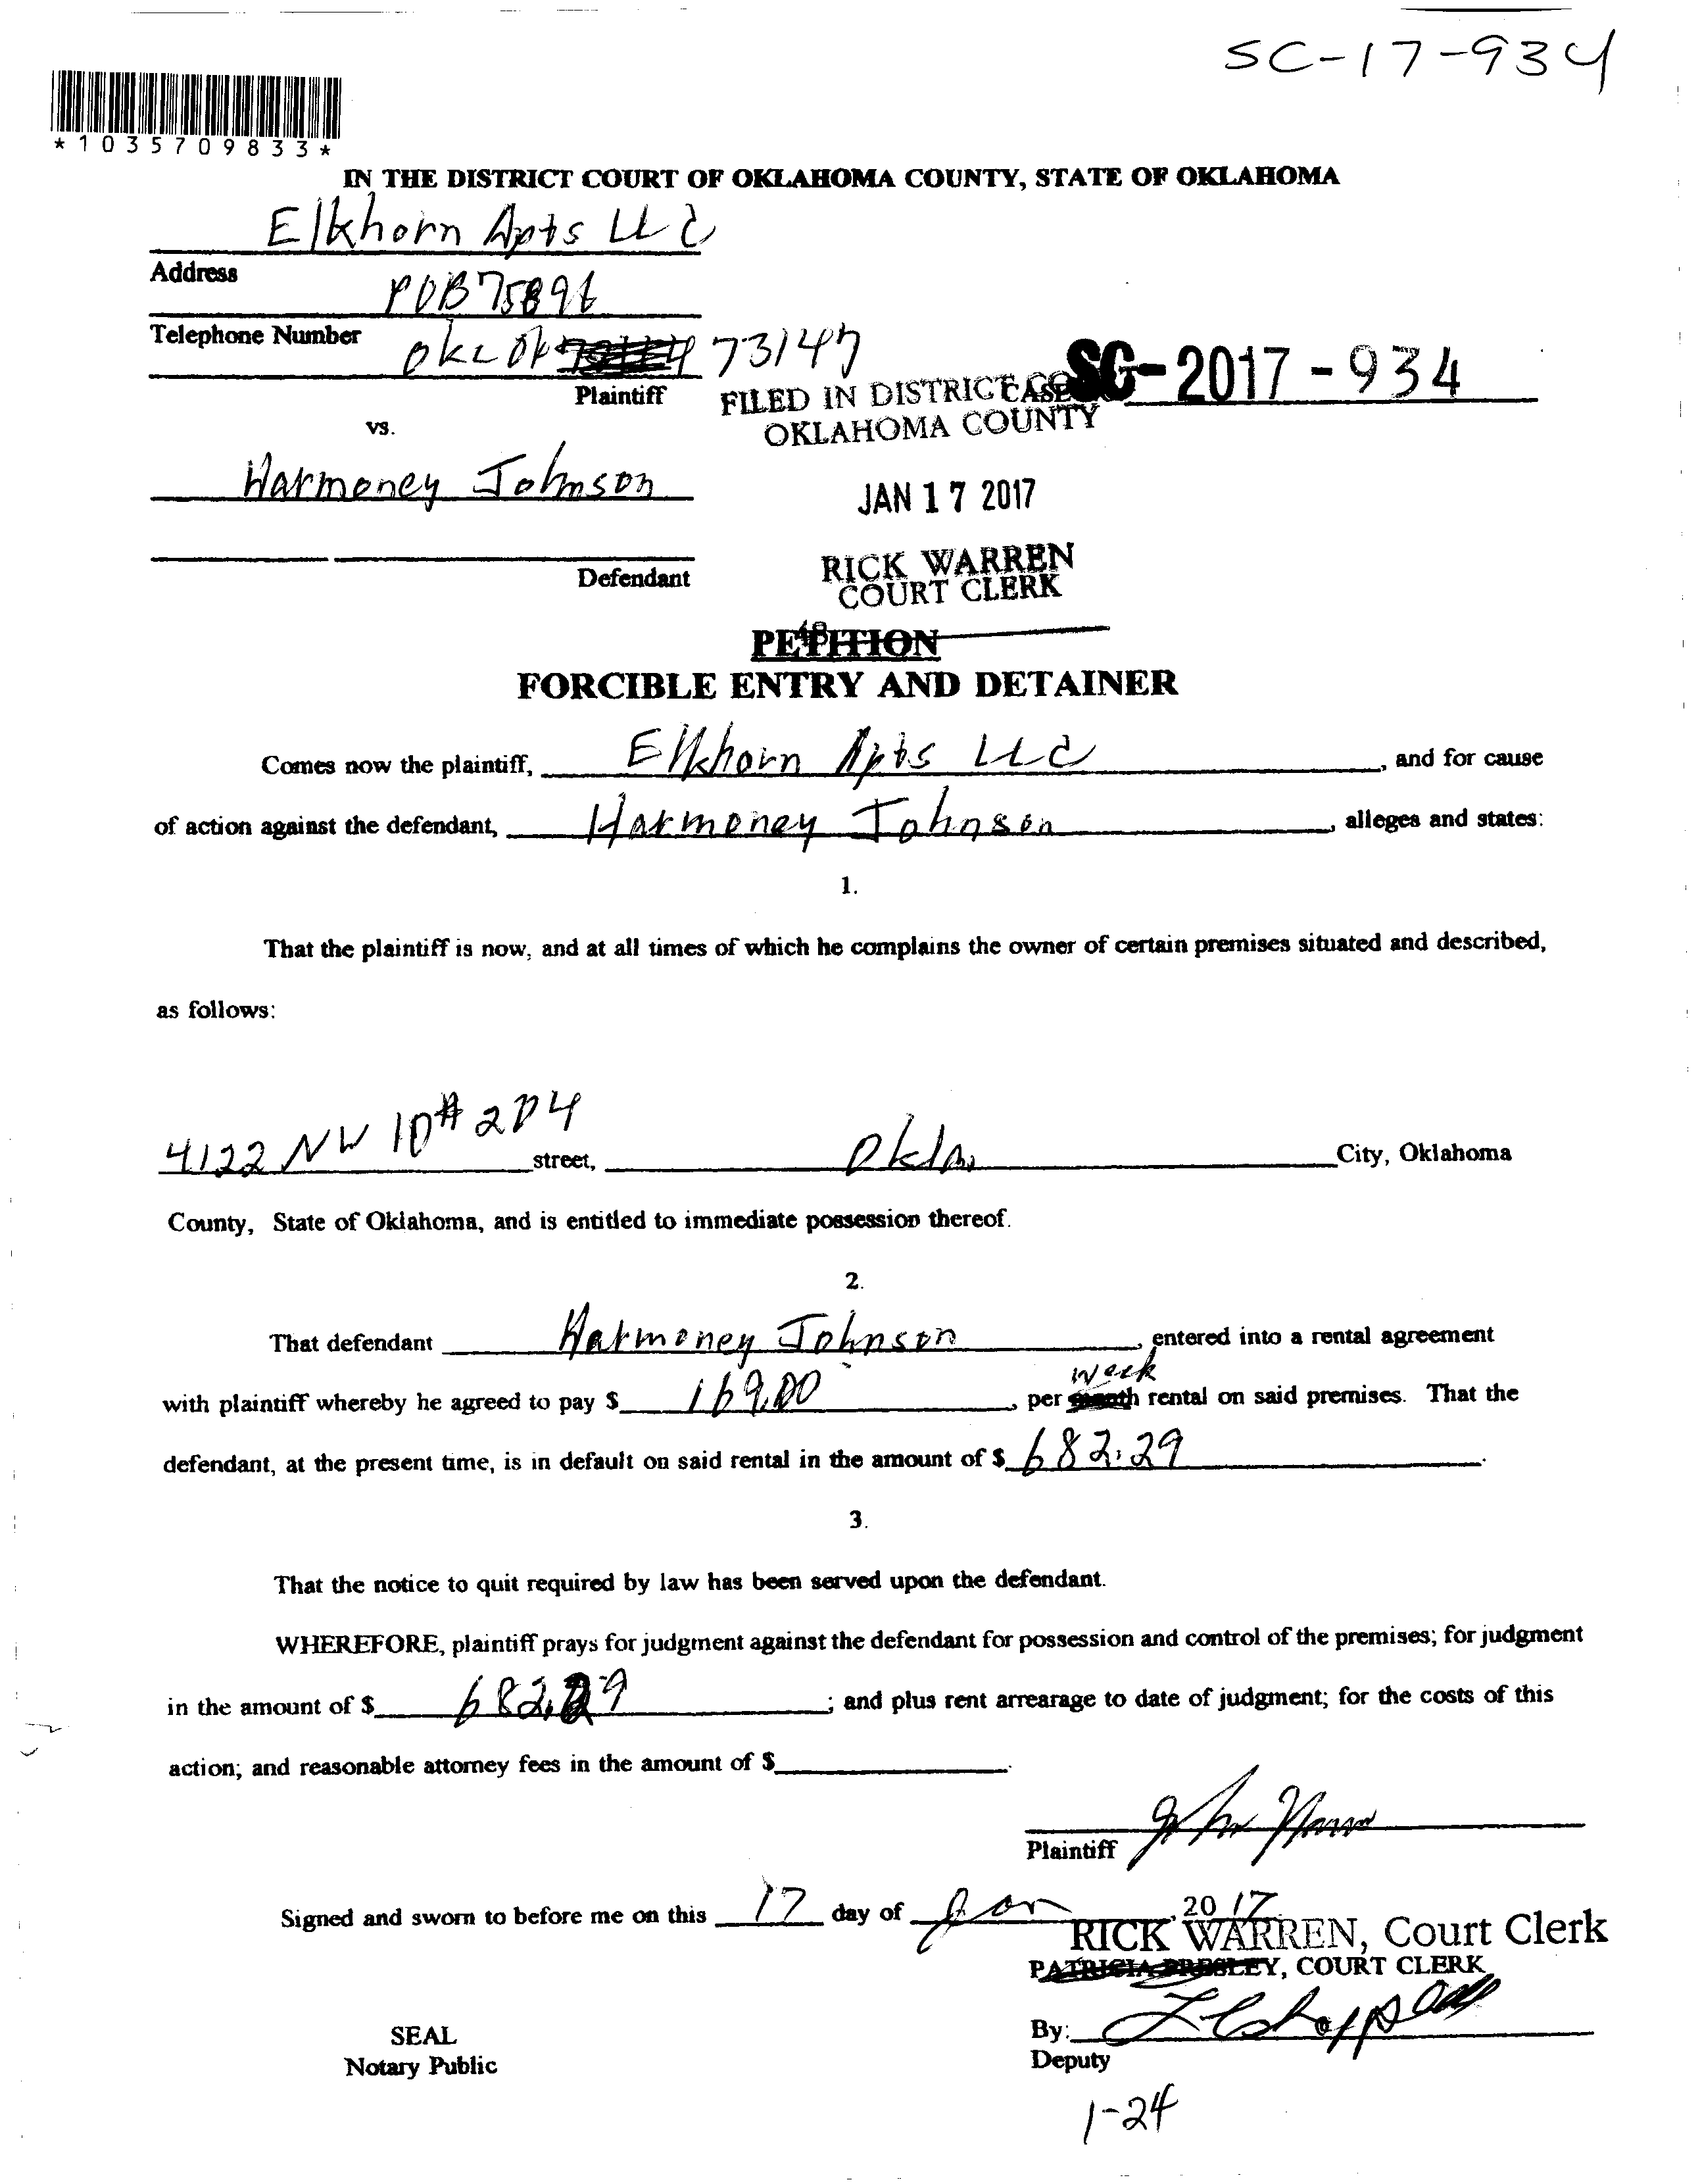 SC-17-934
*1035709833*
IN THE DISTRICT COURT OF OKLAHOMA COUNTY, STATE OF OKLAHOMA
Elkhorn Apts LLC
Address
POB 75896
Telephone Number
OKC OK 73147
Plaintiff
FILED IN DISTRICT CASE SC-2017-934
OKLAHOMA COUNTY
vs.
Harmoney Johnson
JAN 17 2017
Defendant
RICK WARREN
COURT CLERK
48
PETITION
FORCIBLE ENTRY AND DETAINER
Comes now the plaintiff, Elkhorn Apts LLC, and for cause
of action against the defendant, Harmoney Johnson, alleges and states:
1.
That the plaintiff is now, and at all times of which he complains the owner of certain premises situated and described,
as follows:
4122 NW 10 # 204 street, Okla. City, Oklahoma
County, State of Oklahoma, and is entitled to immediate possession thereof.
2.
That defendant Harmoney Johnson, entered into a rental agreement
week
with plaintiff whereby he agreed to pay $ 169.00, per month rental on said premises. That the
defendant, at the present time, is in default on said rental in the amount of $ 682.29.
3.
That the notice to quit required by law has been served upon the defendant.
WHEREFORE, plaintiff prays for judgment against the defendant for possession and control of the premises; for judgment
in the amount of $ 682.29; and plus rent arrearage to date of judgment; for the costs of this
action; and reasonable attorney fees in the amount of $ .
Plaintiff
Signed and sworn to before me on this 17 day of Jan, 2017
RICK WARREN, Court Clerk
PATRICIA PRESLEY, COURT CLERK
By:
SEAL
Deputy
Notary Public
1-24